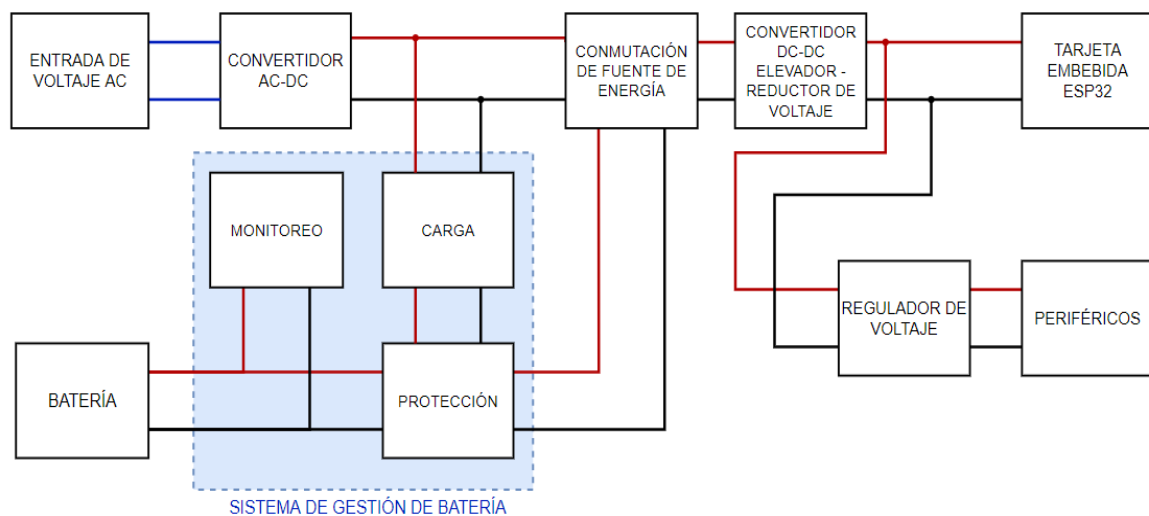 ENTRADA DE
VOLTAJE AC
CONVERTIDOR
AC-DC
CONMUTACIÓN
DE FUENTE DE
ENERGÍA
CONVERTIDOR
DC-DC
ELEVADOR -
REDUCTOR DE
VOLTAJE
TARJETA
EMBEBIDA
ESP32
MONITOREO
CARGA
REGULADOR DE
VOLTAJE
PERIFÉRICOS
BATERÍA
PROTECCIÓN
SISTEMA DE GESTIÓN DE BATERÍA